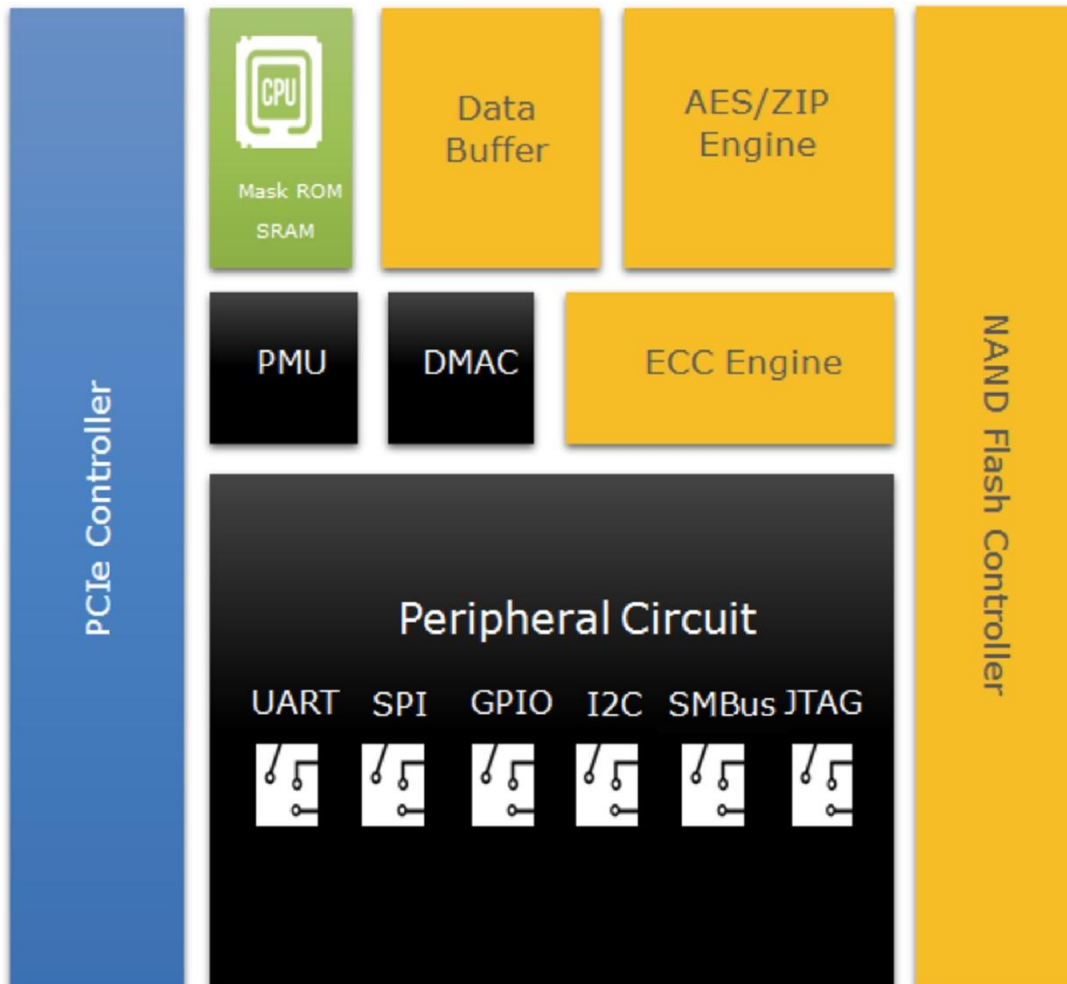 PCIe Controller
CPU
Mask ROM
SRAM
Data
Buffer
AES/ZIP
Engine
PMU
DMAC
ECC Engine
NAND Flash Controller
Peripheral Circuit
UART SPI GPIO I2C SMBus JTAG